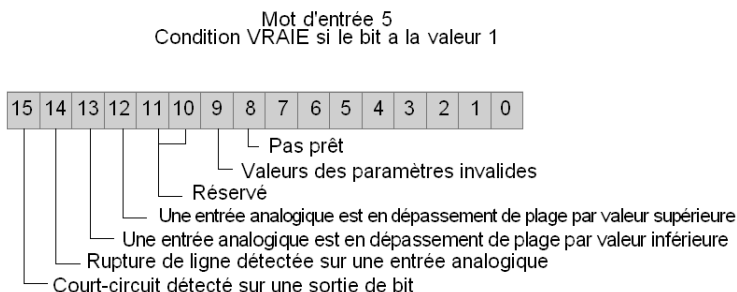 Mot d'entrée 5
Condition VRAIE si le bit a la valeur 1
15 14 13 12 11 10 9 8 7 6 5 4 3 2 1 0
Pas prêt
Valeurs des paramètres invalides
Réservé
Une entrée analogique est en dépassement de plage par valeur supérieure
Une entrée analogique est en dépassement de plage par valeur inférieure
Rupture de ligne détectée sur une entrée analogique
Court-circuit détecté sur une sortie de bit